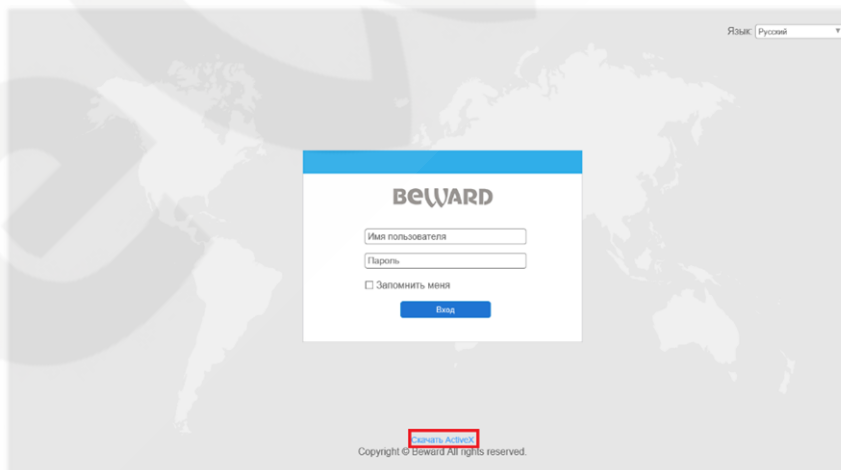 Язык: Русский
BEWARD
Имя пользователя
Пароль
Запомнить меня
Вход
Скачать ActiveX
Copyright © Beward All rights reserved.